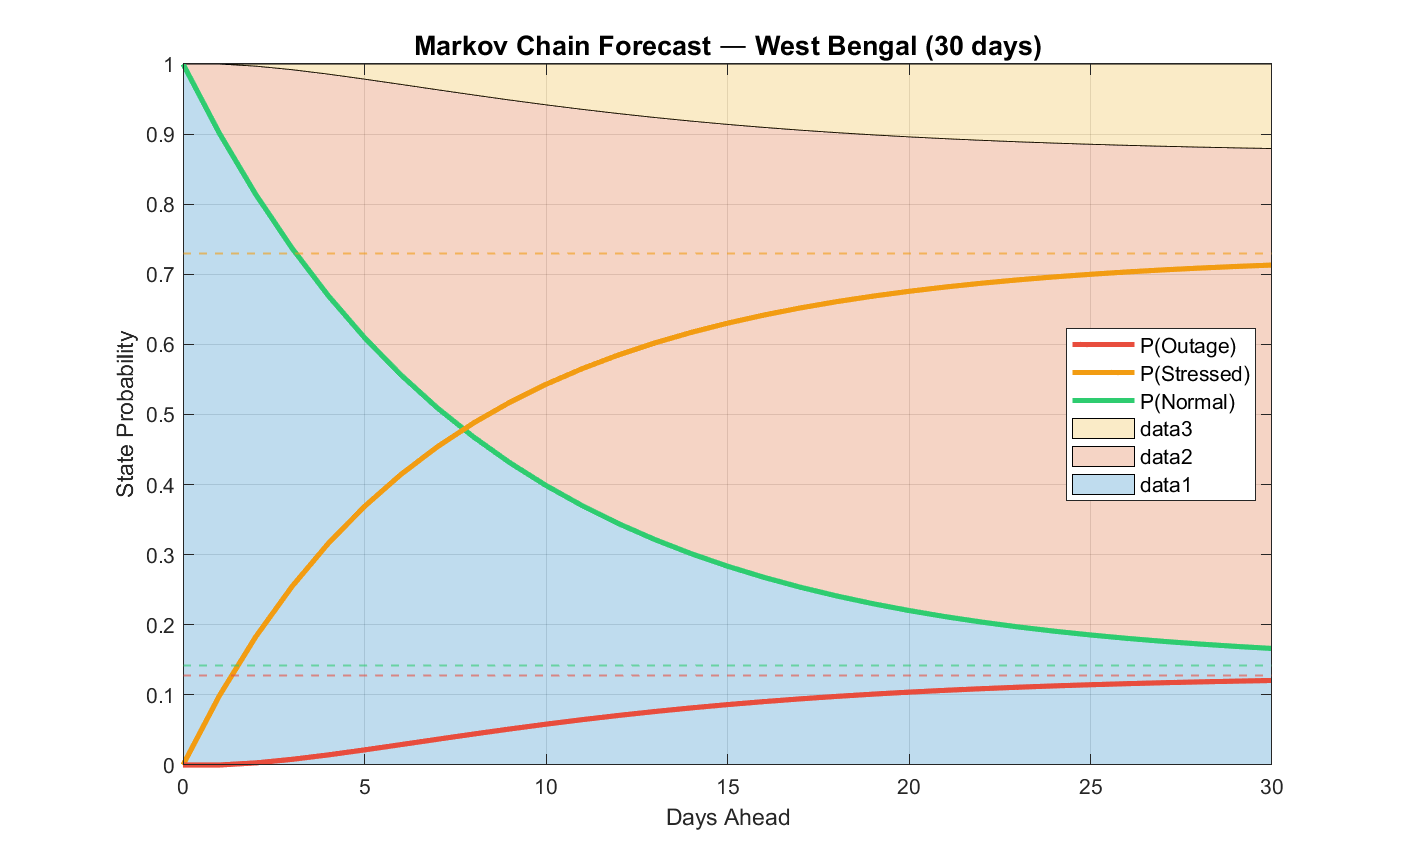 Markov Chain Forecast — West Bengal (30 days)
1
0.9
0.8
0.7
0.6
0.5
0.4
0.3
0.2
0.1
0
State Probability
P(Outage)
P(Stressed)
P(Normal)
data3
data2
data1
0 5 10 15 20 25 30
Days Ahead